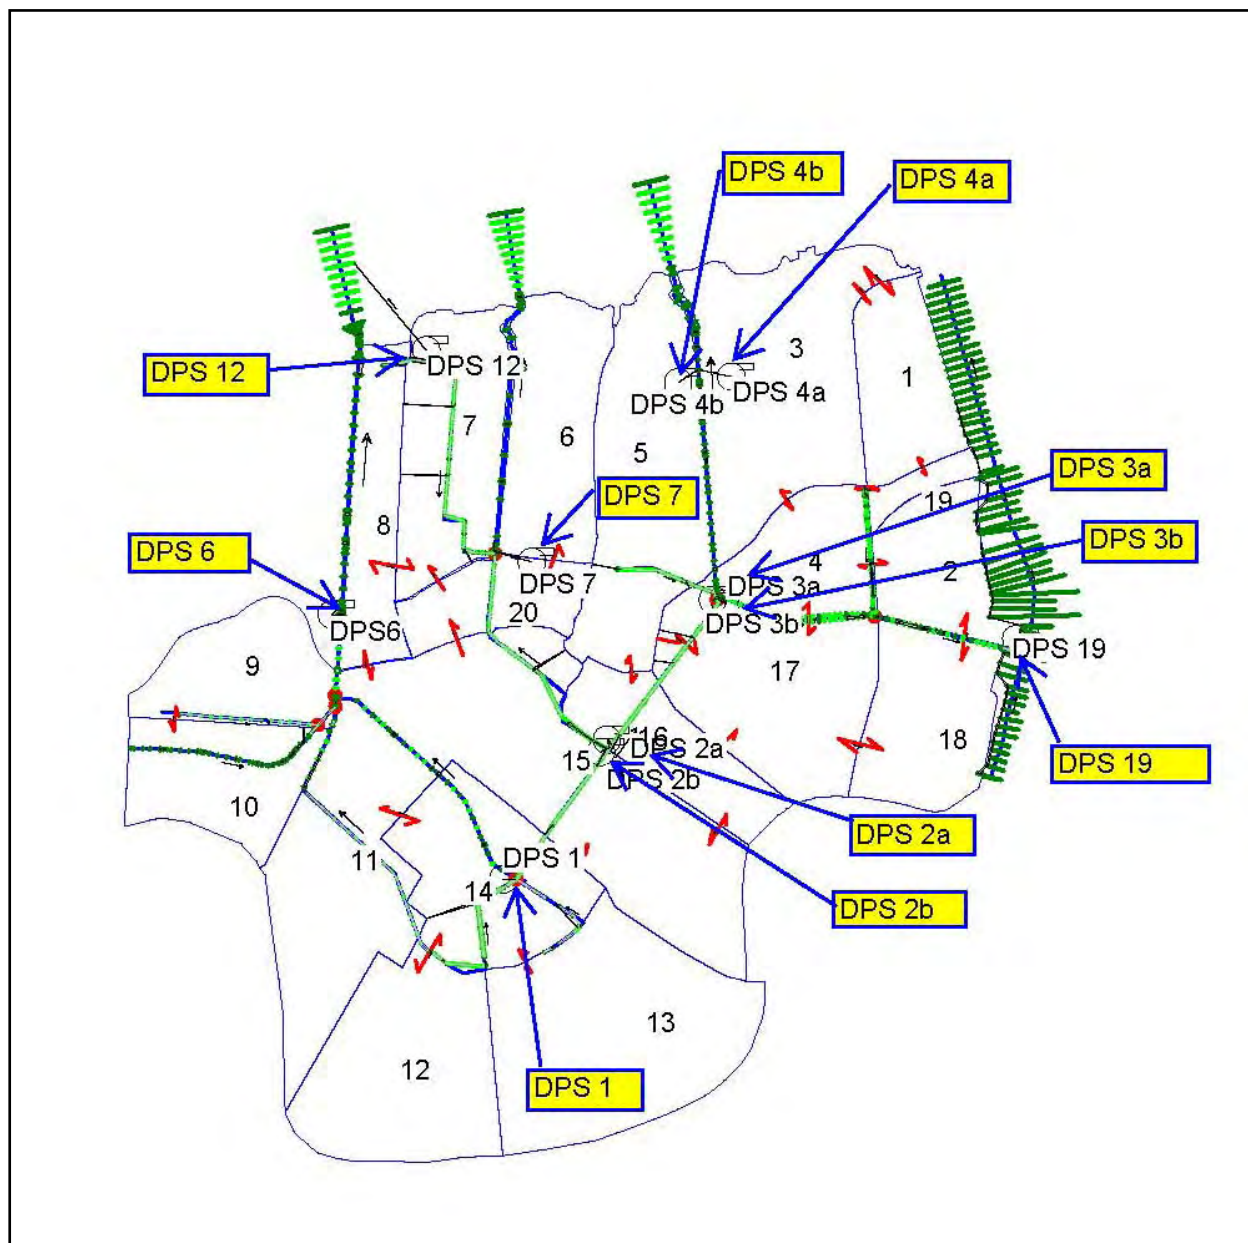 DPS 4b
DPS 4a
3
DPS 12
DPS 12
DPS 4b
DPS 4a
1
7
6
5
DPS 3a
DPS 7
19
8
DPS 6
DPS 3b
4
2
DPS 7
DPS 3a
20
DPS6
DPS 3b
DPS 19
9
17
16
18
15
DPS 2a
DPS 2b
DPS 19
10
DPS 2a
11
DPS 1
14
DPS 2b
13
12
DPS 1